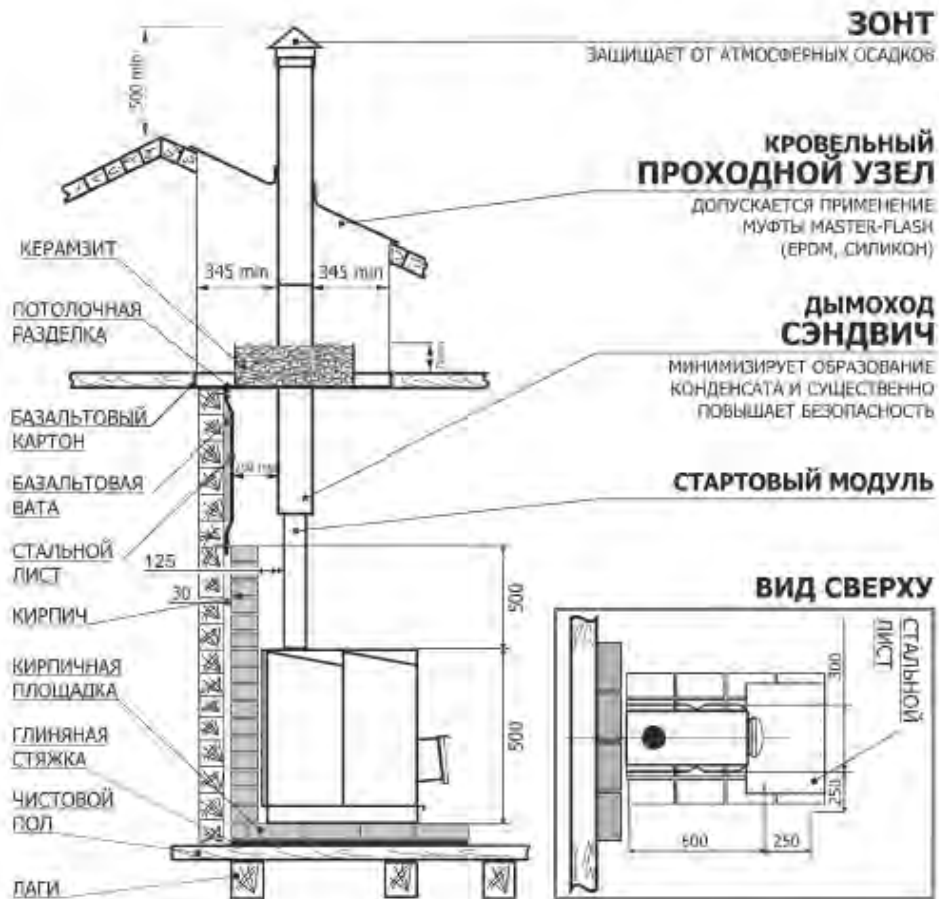 ЗОНТ
ЗАЩИЩАЕТ ОТ АТМОСФЕРНЫХ ОСАДКОВ
500 min
КРОВЕЛЬНЫЙ
ПРОХОДНОЙ УЗЕЛ
ДОПУСКАЕТСЯ ПРИМЕНЕНИЕ
МУФТЫ MASTER-FLASH
(EPDM, СИЛИКОН)
КЕРАМЗИТ
345 min
345 min
ПОТОЛОЧНАЯ
РАЗДЕЛКА
ДЫМОХОД
СЭНДВИЧ
МИНИМИЗИРУЕТ ОБРАЗОВАНИЕ
КОНДЕНСАТА И СУЩЕСТВЕННО
ПОВЫШАЕТ БЕЗОПАСНОСТЬ
БАЗАЛЬТОВЫЙ
КАРТОН
БАЗАЛЬТОВАЯ
ВАТА
СТАРТОВЫЙ МОДУЛЬ
СТАЛЬНОЙ
ЛИСТ
125
30
500
КИРПИЧ
КИРПИЧНАЯ
ПЛОЩАДКА
500
ГЛИНЯНАЯ
СТЯЖКА
ЧИСТОВОЙ
ПОЛ
ЛАГИ
ВИД СВЕРХУ
СТАЛЬНОЙ
ЛИСТ
300
250
600
250